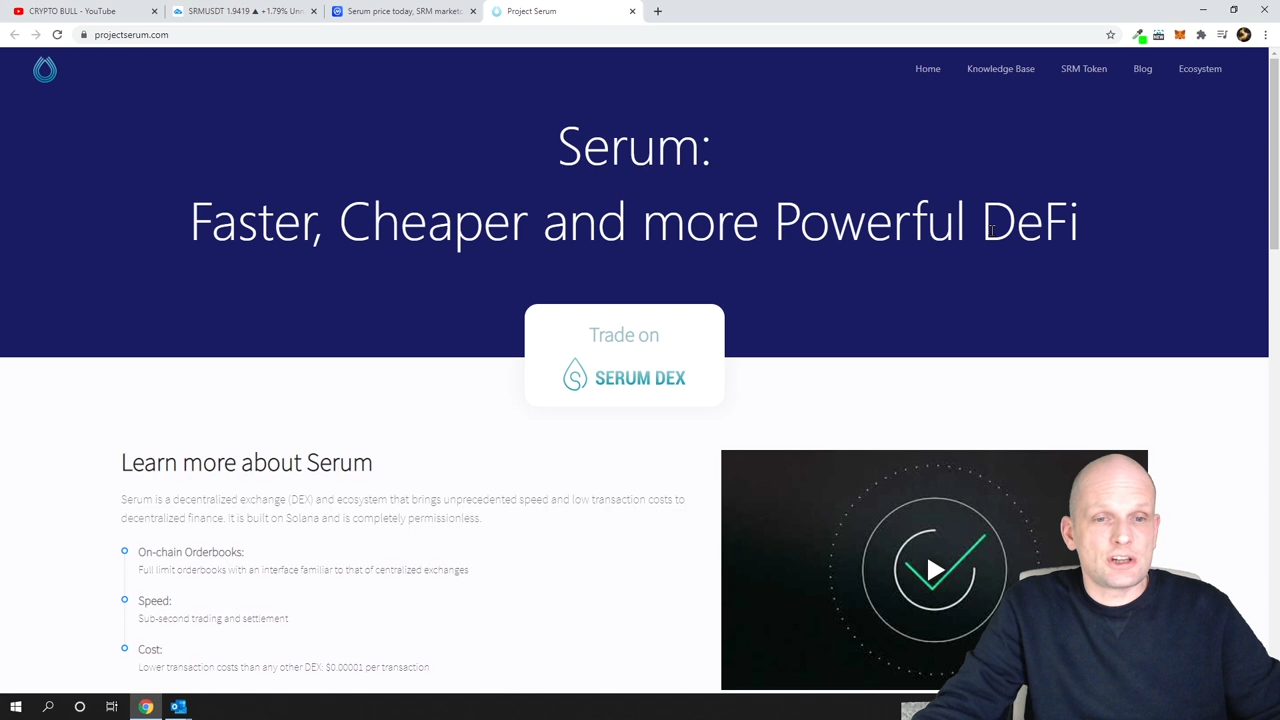 CRYPTO BULL - YouTube
SRMUSDT 1.9419 ▲ +1.79% Unn
Serum price today, SRM marketc
Project Serum
projectserum.com
Home
Knowledge Base
SRM Token
Blog
Ecosystem
Serum:
Faster, Cheaper and more Powerful DeFi
Trade on
SERUM DEX
Learn more about Serum
Serum is a decentralized exchange (DEX) and ecosystem that brings unprecedented speed and low transaction costs to
decentralized finance. It is built on Solana and is completely permissionless.
On-chain Orderbooks:
Full limit orderbooks with an interface familiar to that of centralized exchanges
Speed:
Sub-second trading and settlement
Cost:
Lower transaction costs than any other DEX: $0.00001 per transaction